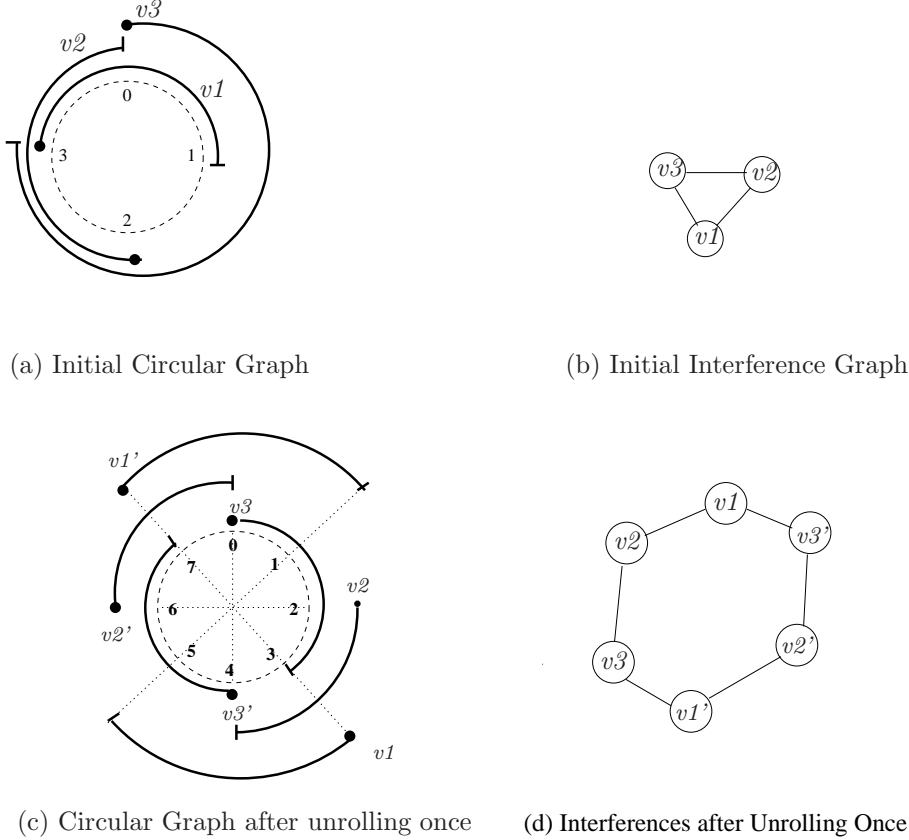 v3
v2
v1
0
3
1
2
(a) Initial Circular Graph
v3
v2
v1
(b) Initial Interference Graph
v1'
v3
0
7
1
v2
6
2
v2'
5
3
4
v3'
v1
(c) Circular Graph after unrolling once
v1
v2
v3'
v3
v2'
v1'
(d) Interferences after Unrolling Once